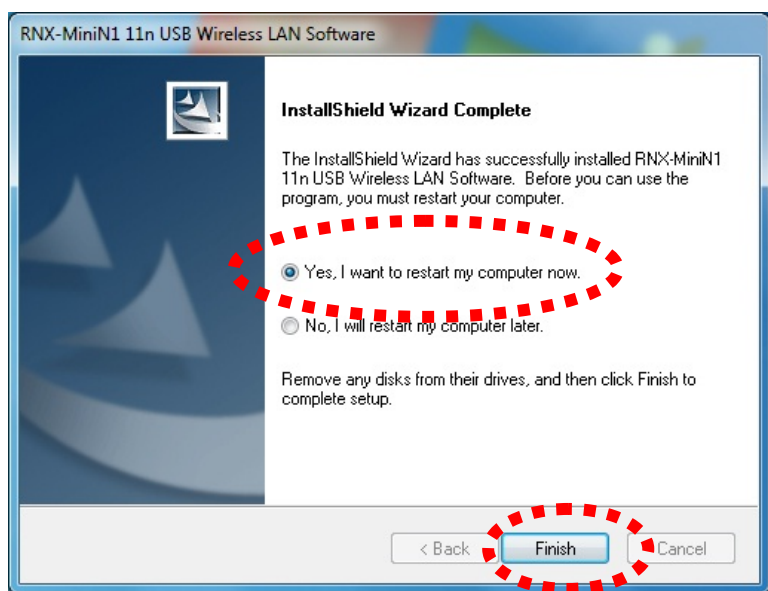 RNX-MiniN1 11n USB Wireless LAN Software
InstallShield Wizard Complete
The InstallShield Wizard has successfully installed RNX-MiniN1
11n USB Wireless LAN Software. Before you can use the
program, you must restart your computer.
Yes, I want to restart my computer now.
No, I will restart my computer later.
Remove any disks from their drives, and then click Finish to
complete setup.
< Back Finish Cancel